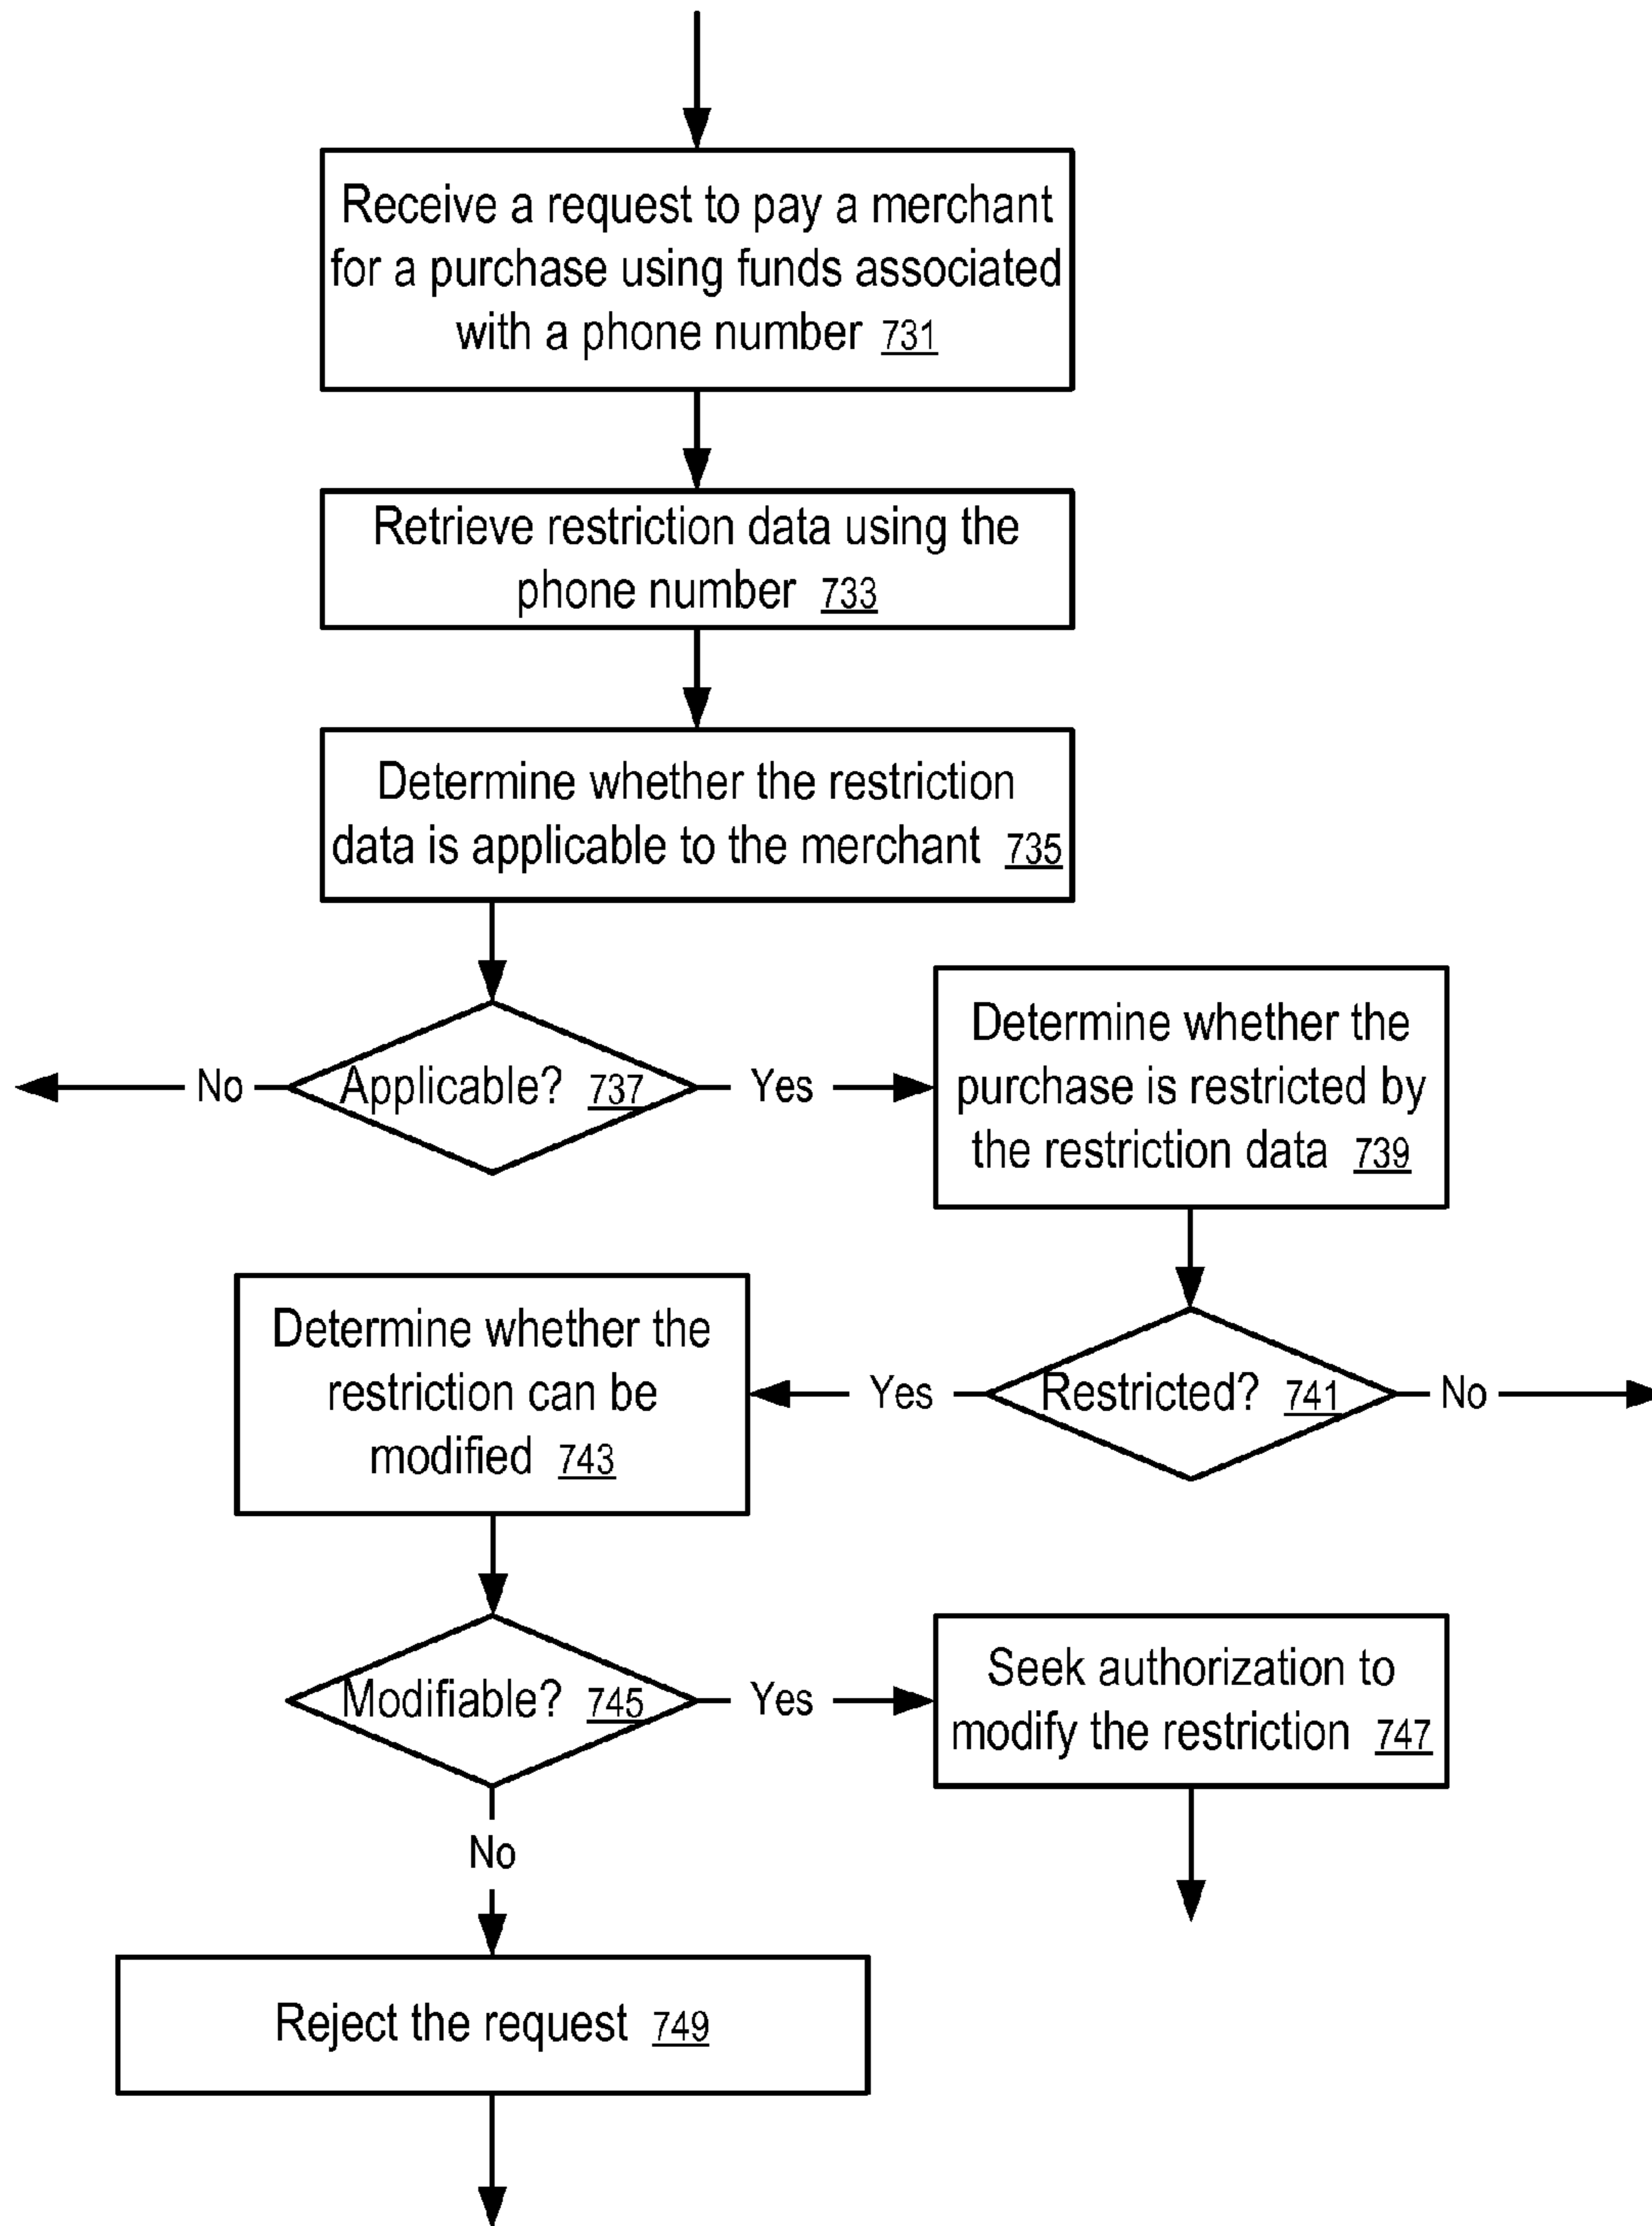 Receive a request to pay a merchant
for a purchase using funds associated
with a phone number 731
Retrieve restriction data using the
phone number 733
Determine whether the restriction
data is applicable to the merchant 735
No
Applicable? 737
Yes
Determine whether the
purchase is restricted by
the restriction data 739
Restricted? 741
No
Yes
Determine whether the
restriction can be
modified 743
Modifiable? 745
Yes
Seek authorization to
modify the restriction 747
No
Reject the request 749